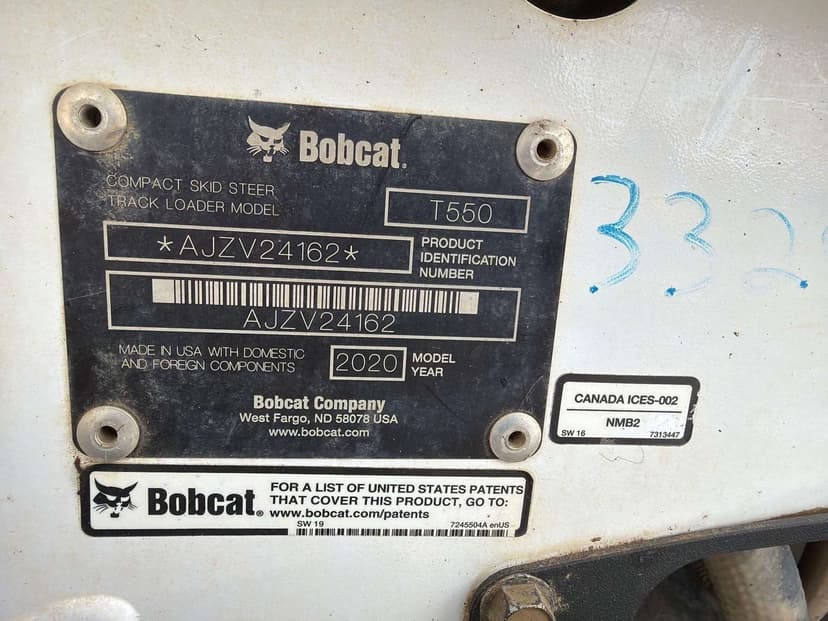 Bobcat.
COMPACT SKID STEER
TRACK LOADER MODEL
T550
*AJZV24162*
PRODUCT
IDENTIFICATION
NUMBER
AJZV24162
MADE IN USA WITH DOMESTIC
AND FOREIGN COMPONENTS
2020
MODEL
YEAR
Bobcat Company
West Fargo, ND 58078 USA
www.bobcat.com
332
CANADA ICES-002
NMB2
SW 16
7313447
Bobcat.
FOR A LIST OF UNITED STATES PATENTS
THAT COVER THIS PRODUCT, GO TO:
www.bobcat.com/patents
SW 19
7245504A enUS